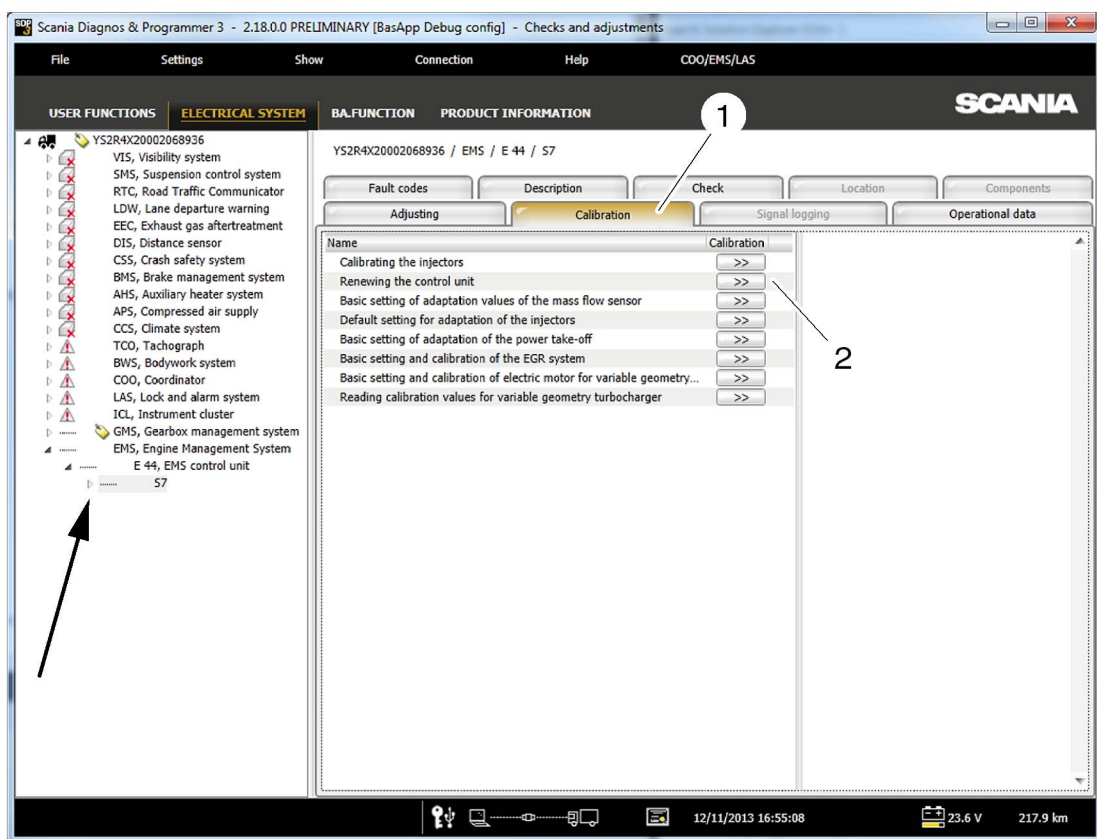 Scania Diagnos & Programmer 3 - 2.18.0.0 PRELIMINARY [BasApp Debug config] - Checks and adjustments
File Settings Show Connection Help COO/EMS/LAS
USER FUNCTIONS ELECTRICAL SYSTEM BA.FUNCTION PRODUCT INFORMATION
SCANIA
1
YS2R4X20002068936
VIS, Visibility system
SMS, Suspension control system
RTC, Road Traffic Communicator
LDW, Lane departure warning
EEC, Exhaust gas aftertreatment
DIS, Distance sensor
CSS, Crash safety system
BMS, Brake management system
AHS, Auxiliary heater system
APS, Compressed air supply
CCS, Climate system
TCO, Tachograph
BWS, Bodywork system
COO, Coordinator
LAS, Lock and alarm system
ICL, Instrument cluster
GMS, Gearbox management system
EMS, Engine Management System
E 44, EMS control unit
S7
YS2R4X20002068936 / EMS / E 44 / S7
Fault codes Description Check Location Components
Adjusting Calibration Signal logging Operational data
Name Calibration
Calibrating the injectors >>
Renewing the control unit >>
Basic setting of adaptation values of the mass flow sensor >>
Default setting for adaptation of the injectors >>
Basic setting of adaptation of the power take-off >>
Basic setting and calibration of the EGR system >>
Basic setting and calibration of electric motor for variable geometry... >>
Reading calibration values for variable geometry turbocharger >>
2
12/11/2013 16:55:08 23.6 V 217.9 km